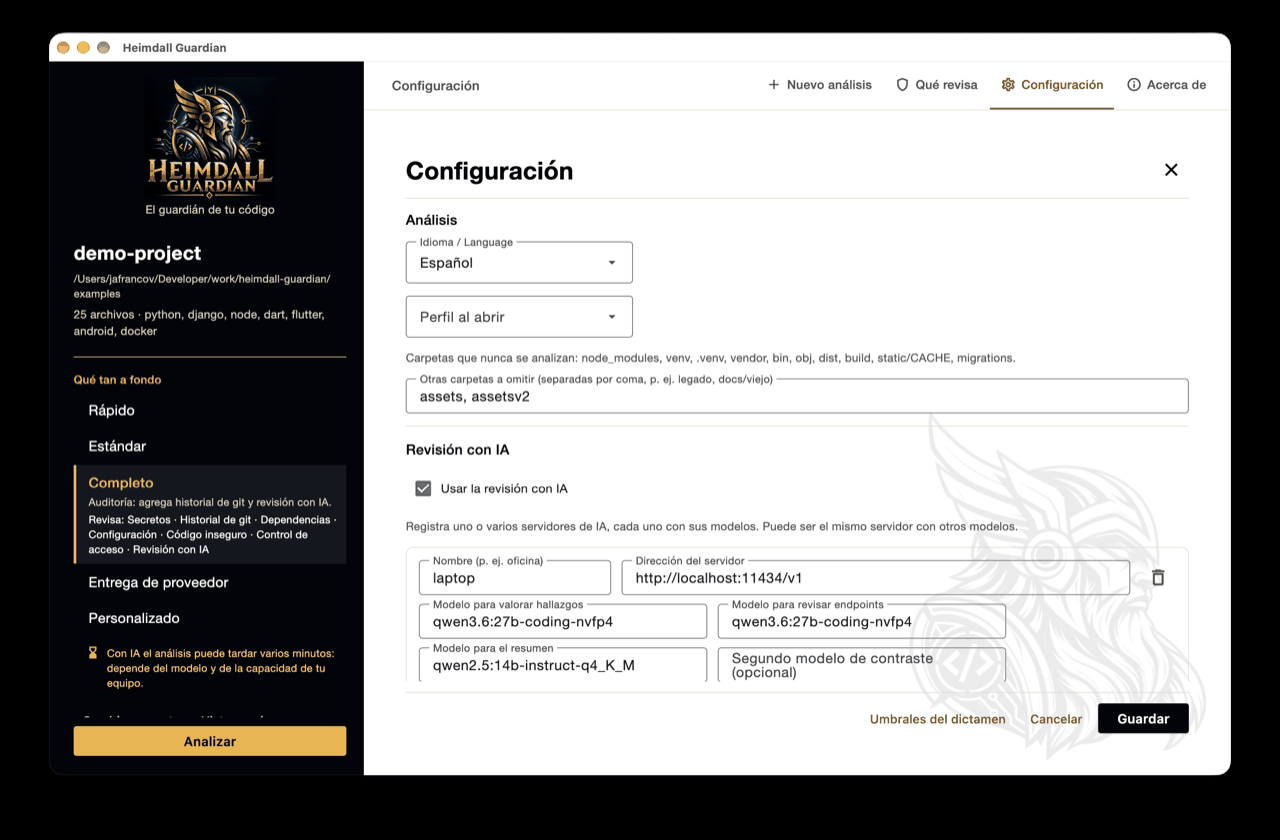 Heimdall Guardian
HEIMDALL
GUARDIAN
El guardián de tu código
demo-project
/Users/jafrancov/Developer/work/heimdall-guardian/
examples
25 archivos · python, django, node, dart, flutter,
android, docker
Qué tan a fondo
Rápido
Estándar
Completo
Auditoría: agrega historial de git y revisión con IA.
Revisa: Secretos · Historial de git · Dependencias ·
Configuración · Código inseguro · Control de
acceso · Revisión con IA
Entrega de proveedor
Personalizado
Con IA el análisis puede tardar varios minutos:
depende del modelo y de la capacidad de tu
equipo.
Analizar
Configuración
Nuevo análisis
Qué revisa
Configuración
Acerca de
Configuración
Análisis
Idioma / Language
Español
Perfil al abrir
Carpetas que nunca se analizan: node_modules, venv, .venv, vendor, bin, obj, dist, build, static/CACHE, migrations.
Otras carpetas a omitir (separadas por coma, p. ej. legado, docs/viejo)
assets, assetsv2
Revisión con IA
Usar la revisión con IA
Registra uno o varios servidores de IA, cada uno con sus modelos. Puede ser el mismo servidor con otros modelos.
Nombre (p. ej. oficina)
laptop
Dirección del servidor
http://localhost:11434/v1
Modelo para valorar hallazgos
qwen3.6:27b-coding-nvfp4
Modelo para revisar endpoints
qwen3.6:27b-coding-nvfp4
Modelo para el resumen
qwen2.5:14b-instruct-q4_K_M
Segundo modelo de contraste
(opcional)
Umbrales del dictamen
Cancelar
Guardar